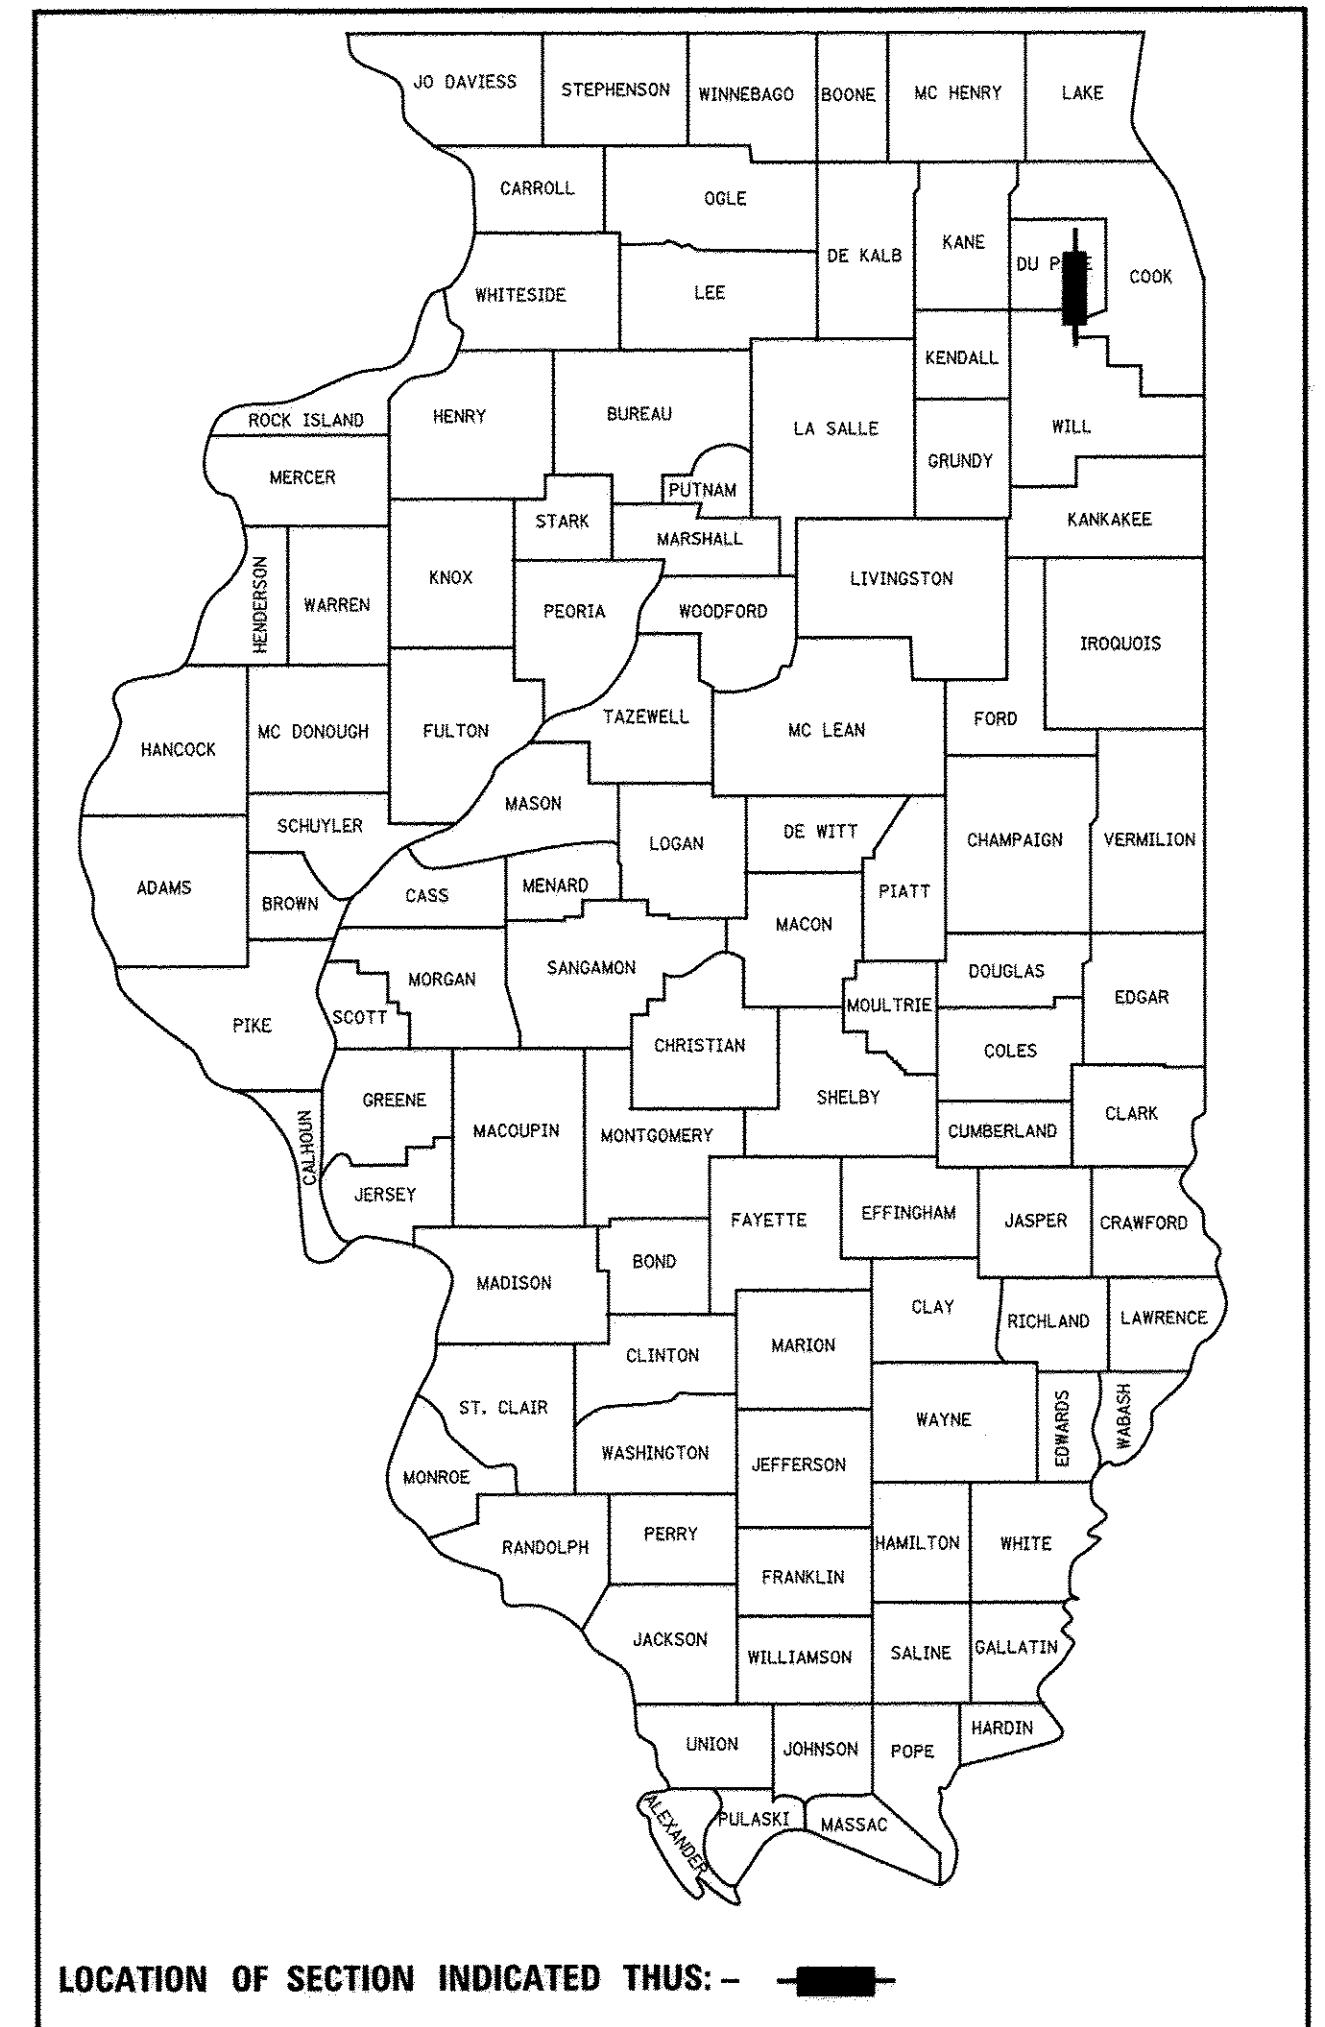 JO DAVIESS
STEPHENSON
WINNEBAGO
BOONE
MC HENRY
LAKE
CARROLL
OGLE
DE KALB
KANE
DU P E
COOK
WHITESIDE
LEE
KENDALL
ROCK ISLAND
HENRY
BUREAU
LA SALLE
WILL
MERCER
PUTNAM
GRUNDY
STARK
MARSHALL
KANKAKEE
HENDERSON
WARREN
KNOX
PEORIA
WOODFORD
LIVINGSTON
IROQUOIS
HANCOCK
MC DONOUGH
FULTON
TAZEWELL
MC LEAN
FORD
SCHUYLER
MASON
LOGAN
DE WITT
CHAMPAIGN
VERMILION
ADAMS
BROWN
CASS
MENARD
MACON
PIATT
PIKE
SCOTT
MORGAN
SANGAMON
CHRISTIAN
MOULTRIE
DOUGLAS
EDGAR
COLES
CALHOUN
GREENE
MACOUPIN
MONTGOMERY
SHELBY
CUMBERLAND
CLARK
JERSEY
FAYETTE
EFFINGHAM
JASPER
CRAWFORD
MADISON
BOND
CLAY
RICHLAND
LAWRENCE
CLINTON
MARION
ST. CLAIR
WASHINGTON
JEFFERSON
WAYNE
EDWARDS
WABASH
MONROE
RANDOLPH
PERRY
FRANKLIN
HAMILTON
WHITE
JACKSON
WILLIAMSON
SALINE
GALLATIN
UNION
JOHNSON
POPE
HARDIN
ALEXANDER
PULASKI
MASSAC
LOCATION OF SECTION INDICATED THUS: –